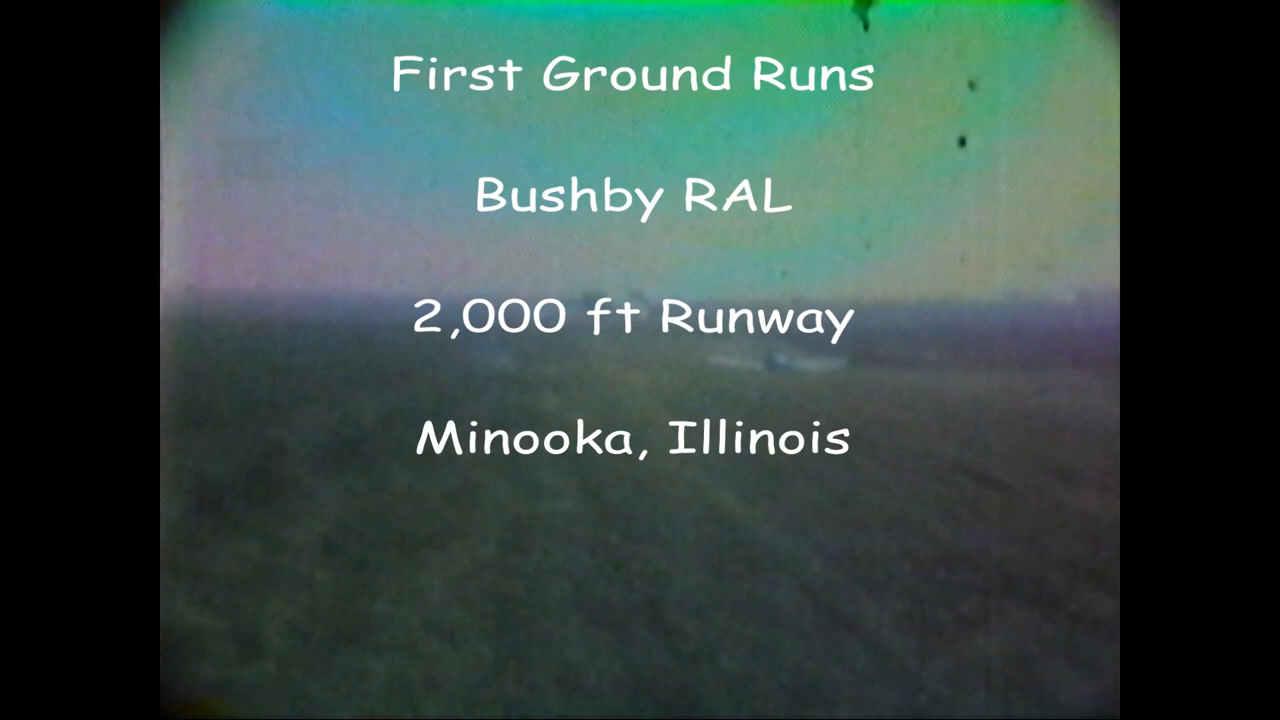 First Ground Runs
Bushby RAL
2,000 ft Runway
Minooka, Illinois